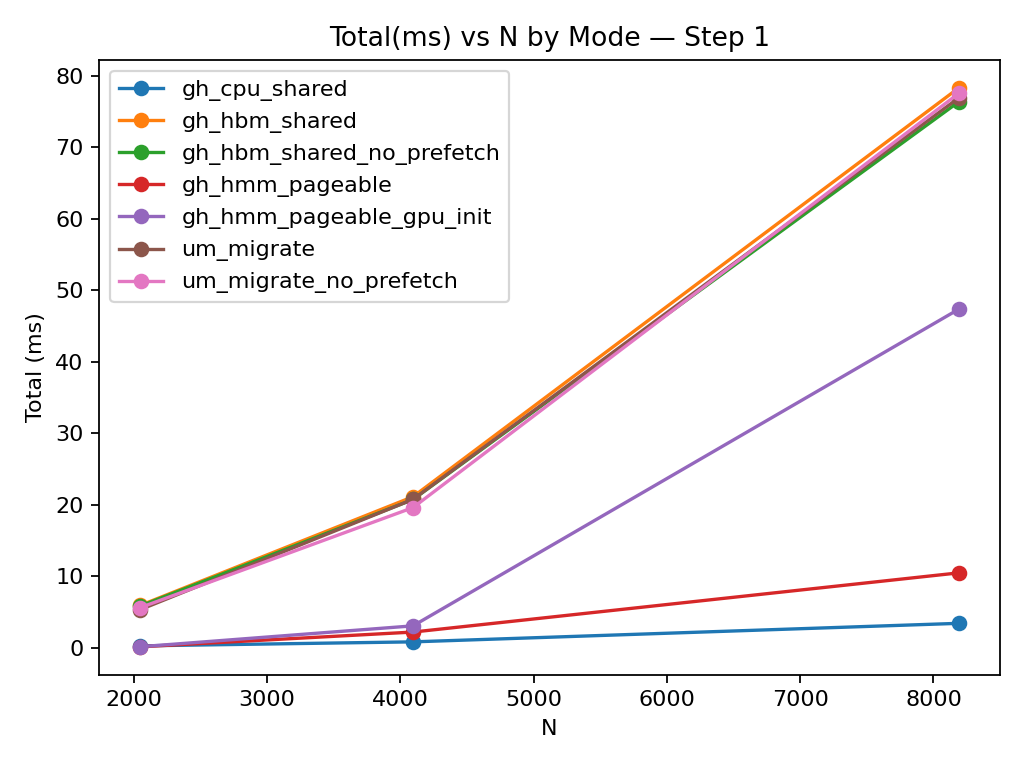 Total(ms) vs N by Mode — Step 1
gh_cpu_shared
gh_hbm_shared
gh_hbm_shared_no_prefetch
gh_hmm_pageable
gh_hmm_pageable_gpu_init
um_migrate
um_migrate_no_prefetch
Total (ms)
80
70
60
50
40
30
20
10
0
2000 3000 4000 5000 6000 7000 8000
N